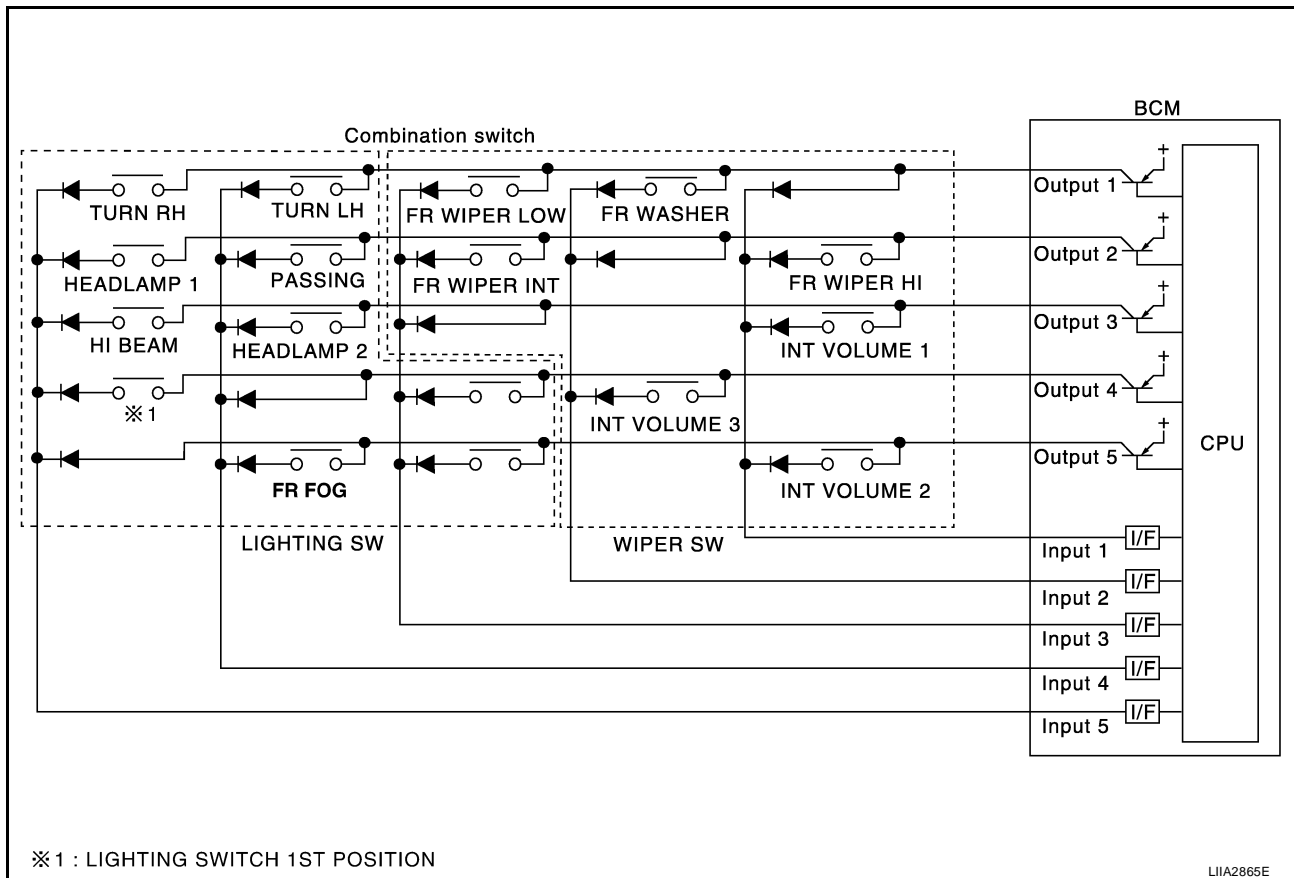 BCM
Combination switch
Output 1
TURN RH
TURN LH
FR WIPER LOW
FR WASHER
Output 2
HEADLAMP 1
PASSING
FR WIPER INT
FR WIPER HI
Output 3
HI BEAM
HEADLAMP 2
INT VOLUME 1
Output 4
※1
INT VOLUME 3
CPU
Output 5
FR FOG
INT VOLUME 2
LIGHTING SW
WIPER SW
Input 1
I/F
Input 2
I/F
Input 3
I/F
Input 4
I/F
Input 5
I/F
+
+
+
+
+
※1 : LIGHTING SWITCH 1ST POSITION
LIIA2865E